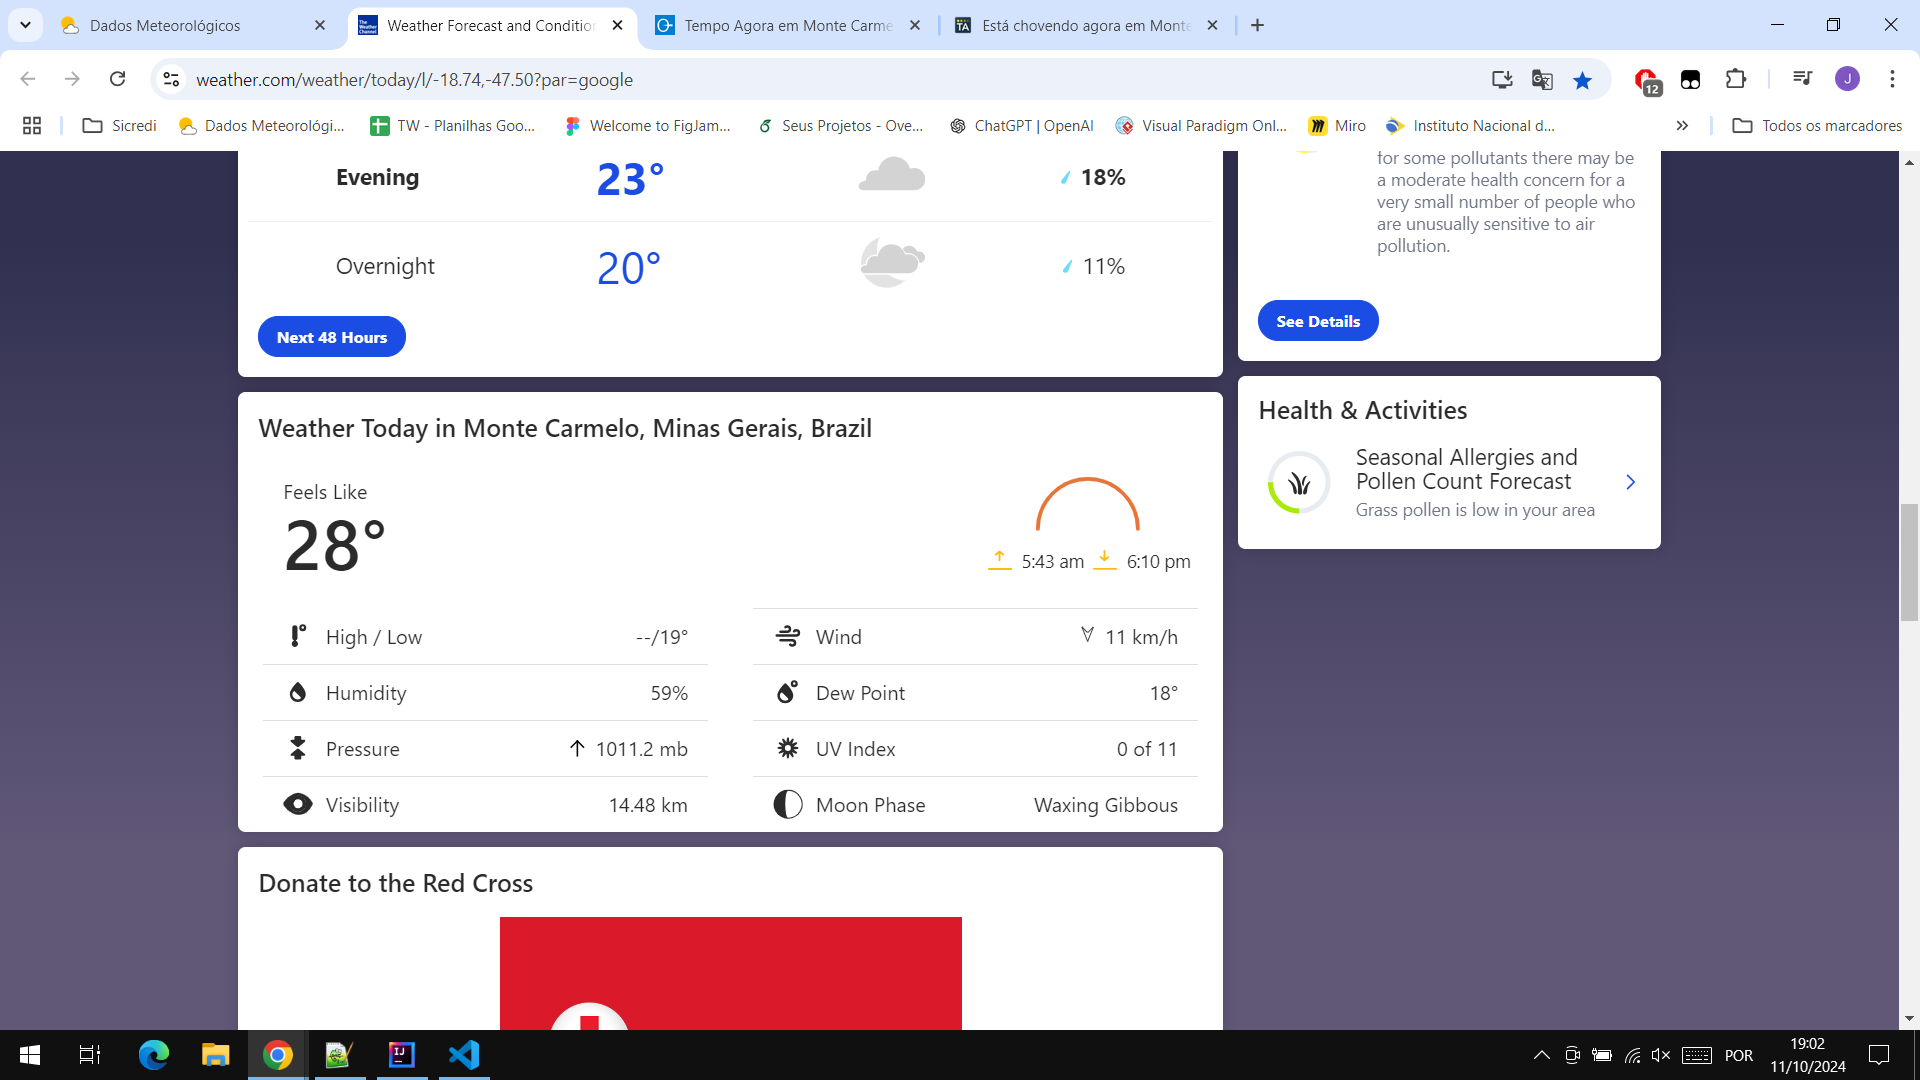 Dados Meteorológicos
Weather Forecast and Condition
Tempo Agora em Monte Carme
Está chovendo agora em Monte
weather.com/weather/today/l/-18.74,-47.50?par=google
12
J
Sicredi
Dados Meteorológi...
TW - Planilhas Goo...
Welcome to FigJam...
Seus Projetos - Ove...
ChatGPT | OpenAI
Visual Paradigm Onl...
Miro
Instituto Nacional d...
Todos os marcadores
Evening 23° 18%
Overnight 20° 11%
Next 48 Hours
for some pollutants there may be
a moderate health concern for a
very small number of people who
are unusually sensitive to air
pollution.
See Details
Weather Today in Monte Carmelo, Minas Gerais, Brazil
Feels Like
28°
5:43 am 6:10 pm
High / Low --/19°
Wind 11 km/h
Humidity 59%
Dew Point 18°
Pressure 1011.2 mb
UV Index 0 of 11
Visibility 14.48 km
Moon Phase Waxing Gibbous
Health & Activities
Seasonal Allergies and
Pollen Count Forecast
Grass pollen is low in your area
Donate to the Red Cross
POR
19:02
11/10/2024